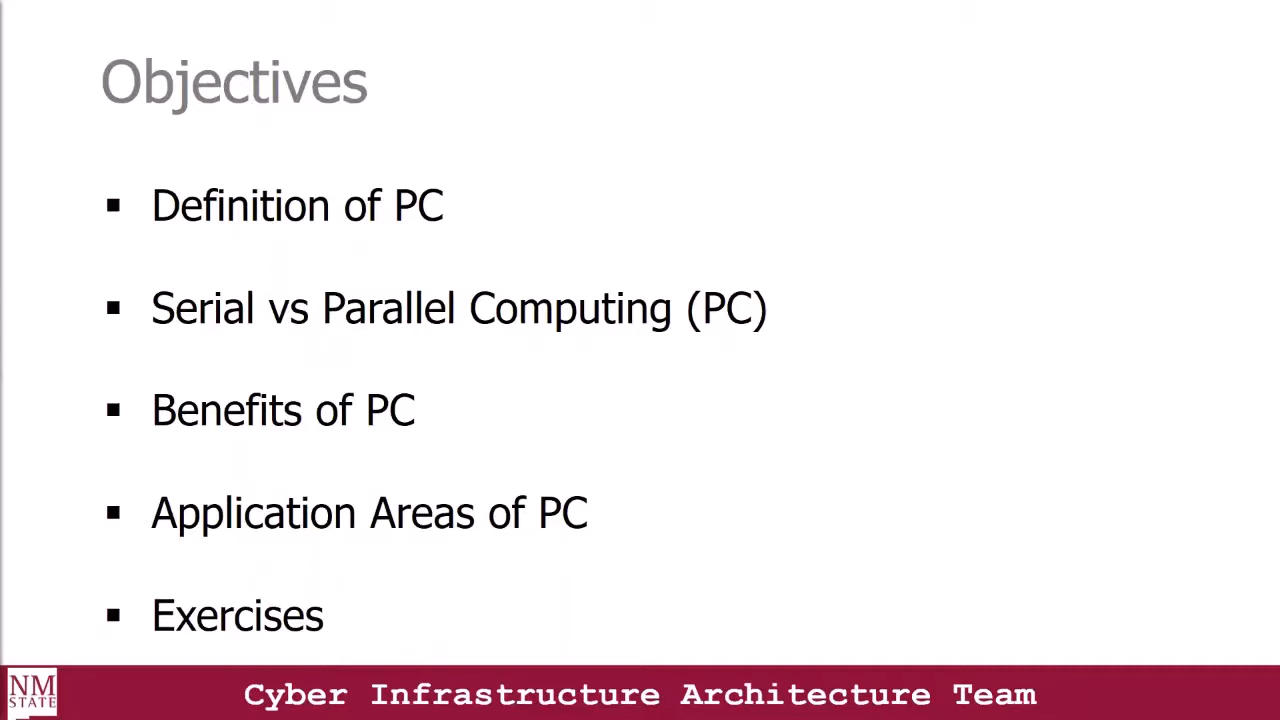 Objectives
▪ Definition of PC
▪ Serial vs Parallel Computing (PC)
▪ Benefits of PC
▪ Application Areas of PC
▪ Exercises
NM
STATE
Cyber Infrastructure Architecture Team